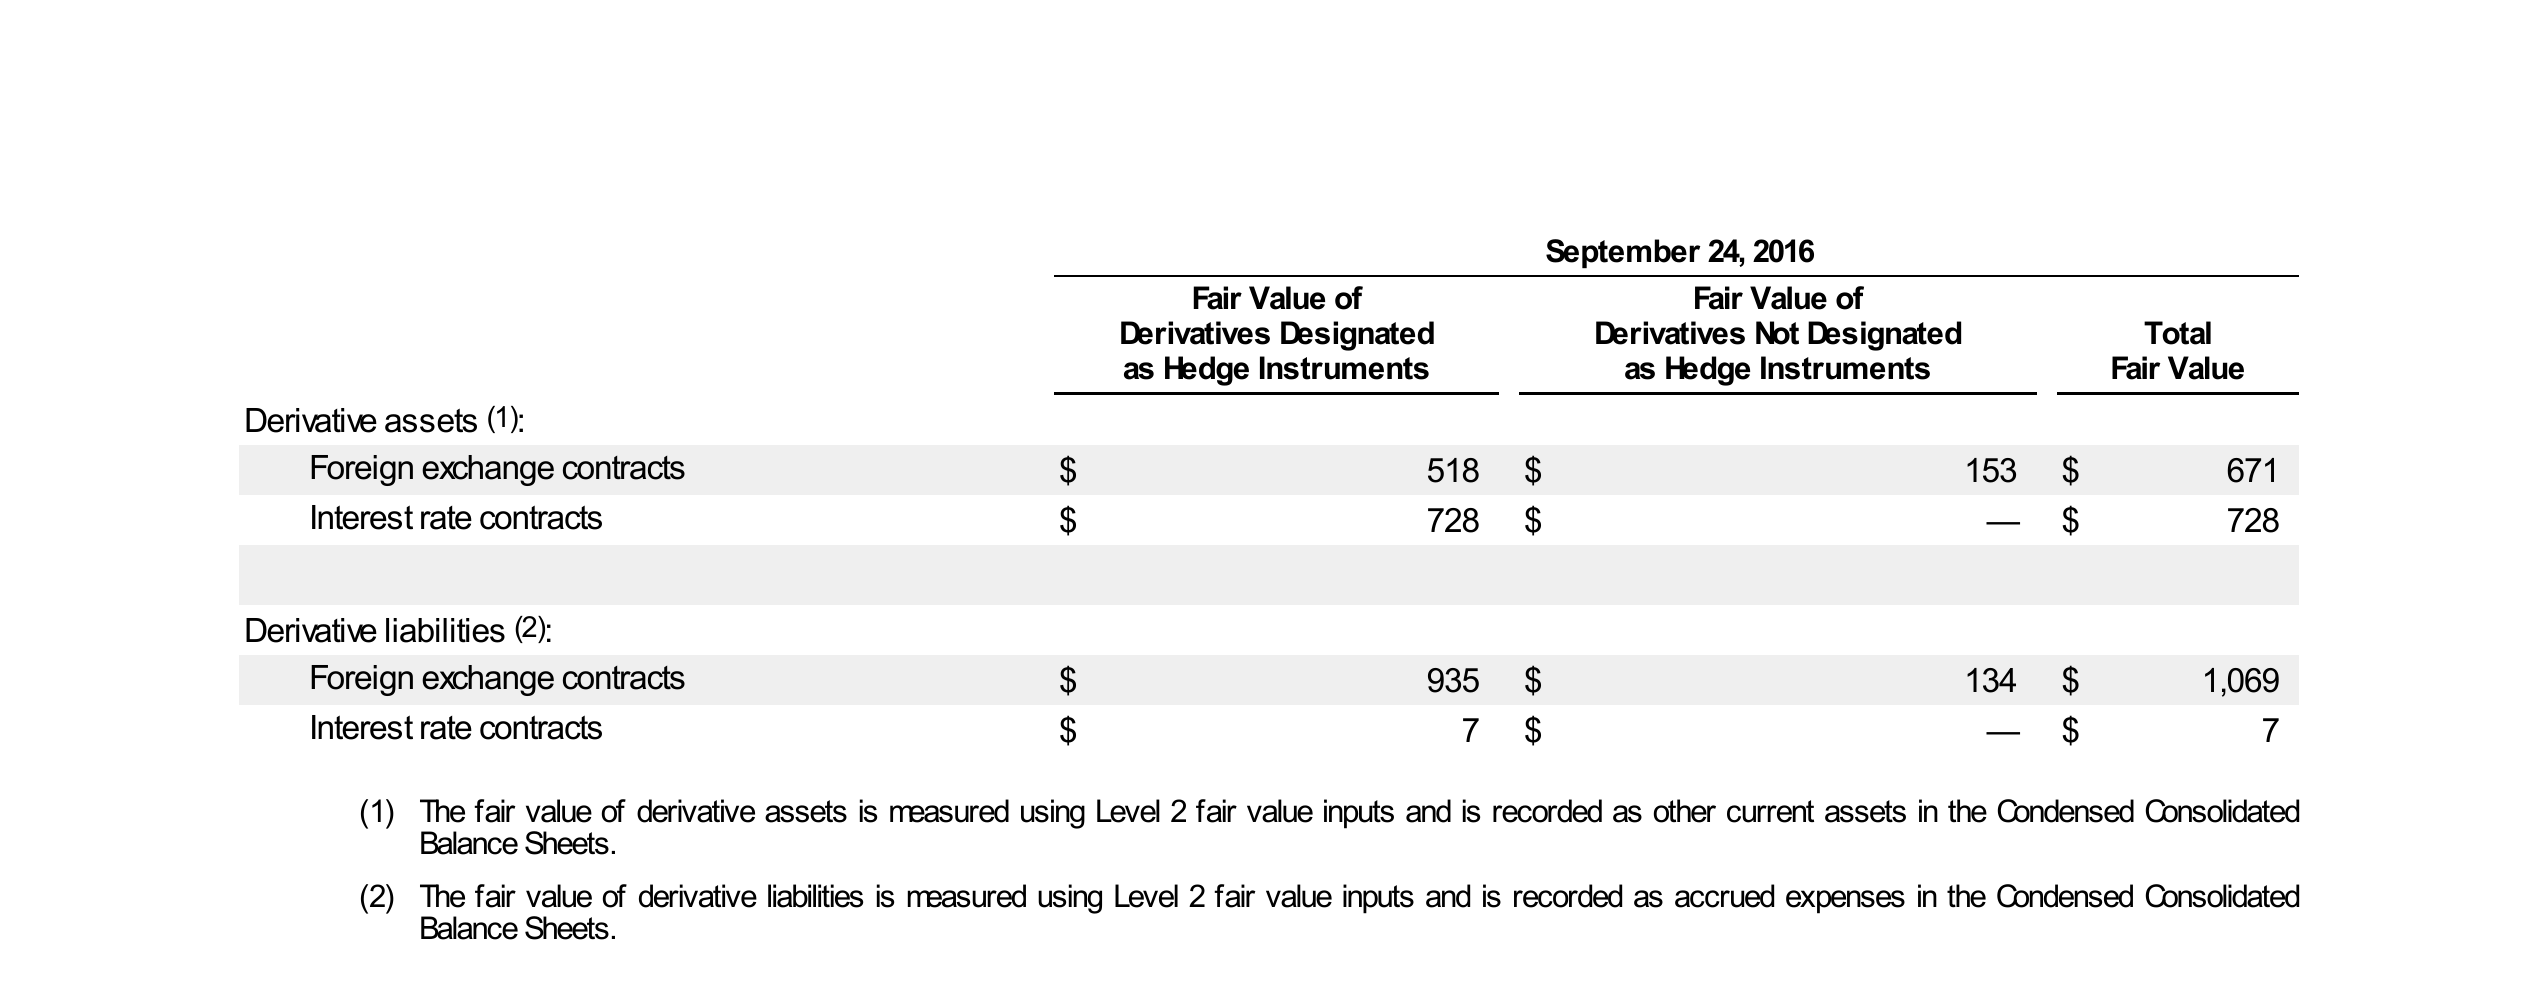 September 24, 2016
Fair Value of Derivatives Designated as Hedge Instruments
Fair Value of Derivatives Not Designated as Hedge Instruments
Total Fair Value
Derivative assets (1):
Foreign exchange contracts $ 518 $ 153 $ 671
Interest rate contracts $ 728 $ — $ 728
Derivative liabilities (2):
Foreign exchange contracts $ 935 $ 134 $ 1,069
Interest rate contracts $ 7 $ — $ 7
(1) The fair value of derivative assets is measured using Level 2 fair value inputs and is recorded as other current assets in the Condensed Consolidated
Balance Sheets.
(2) The fair value of derivative liabilities is measured using Level 2 fair value inputs and is recorded as accrued expenses in the Condensed Consolidated
Balance Sheets.